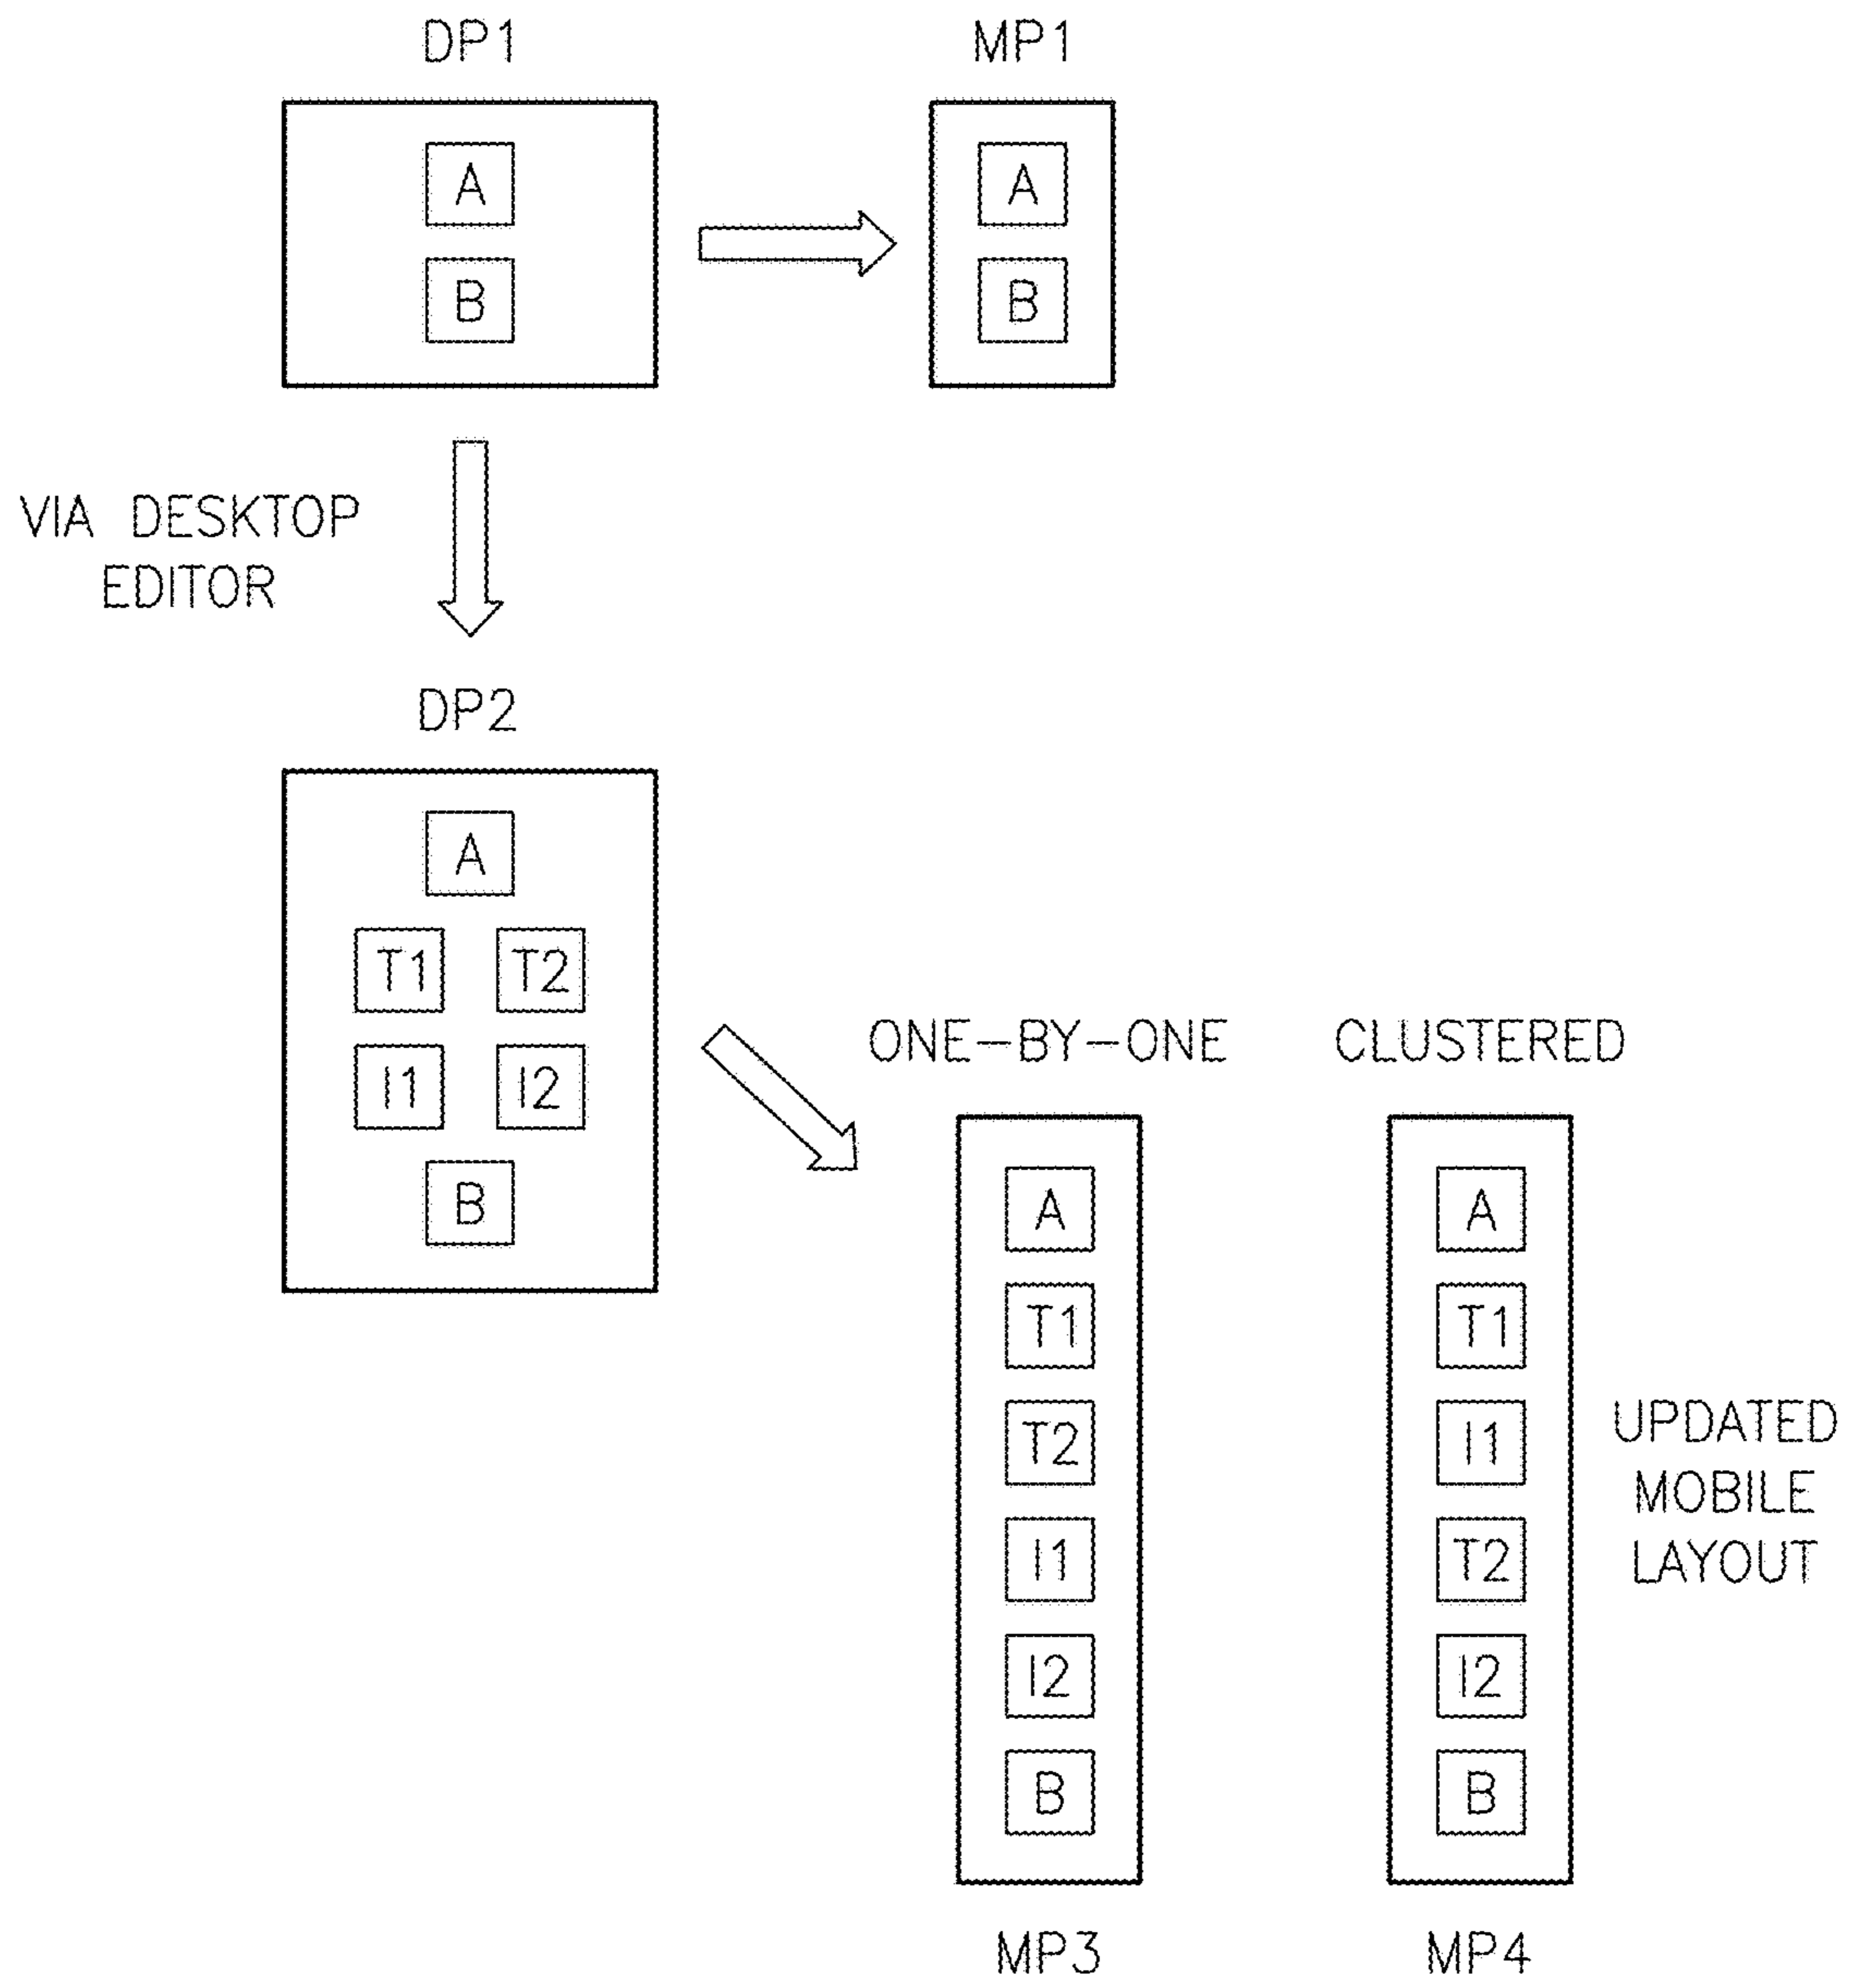 DP1
MP1
A
A
B
B
VIA DESKTOP
EDITOR
DP2
A
T1 T2
I1 I2
B
ONE-BY-ONE
CLUSTERED
A
T1
T2
I1
I2
B
MP3
A
T1
I1
T2
I2
B
MP4
UPDATED
MOBILE
LAYOUT